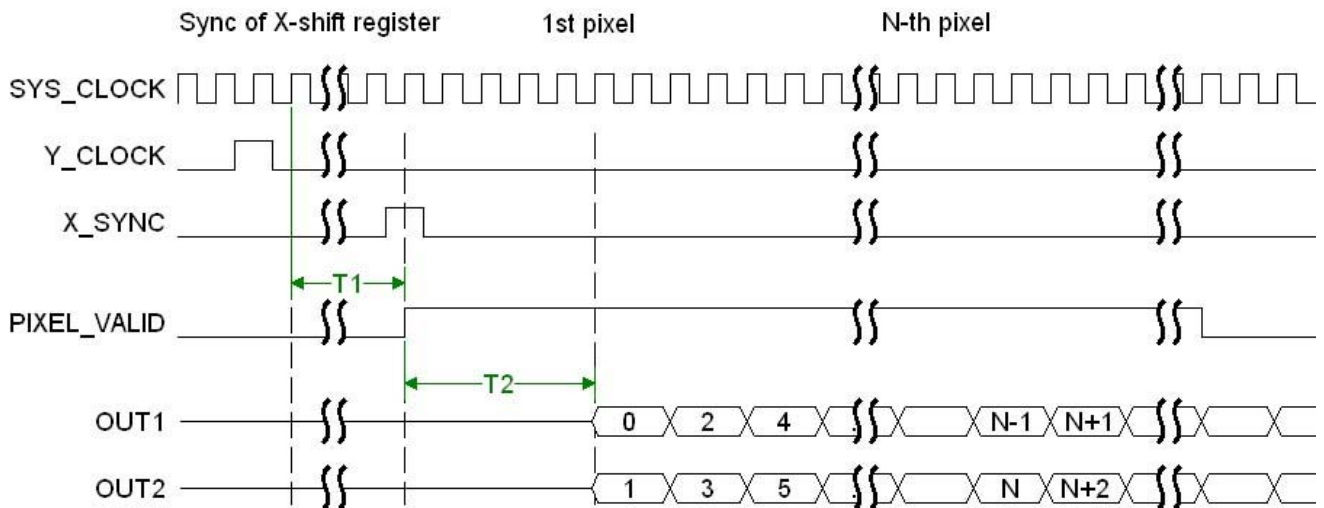 Sync of X-shift register 1st pixel N-th pixel
SYS_CLOCK
Y_CLOCK
X_SYNC
T1
PIXEL_VALID
T2
OUT1 0 2 4 N-1 N+1
OUT2 1 3 5 N N+2